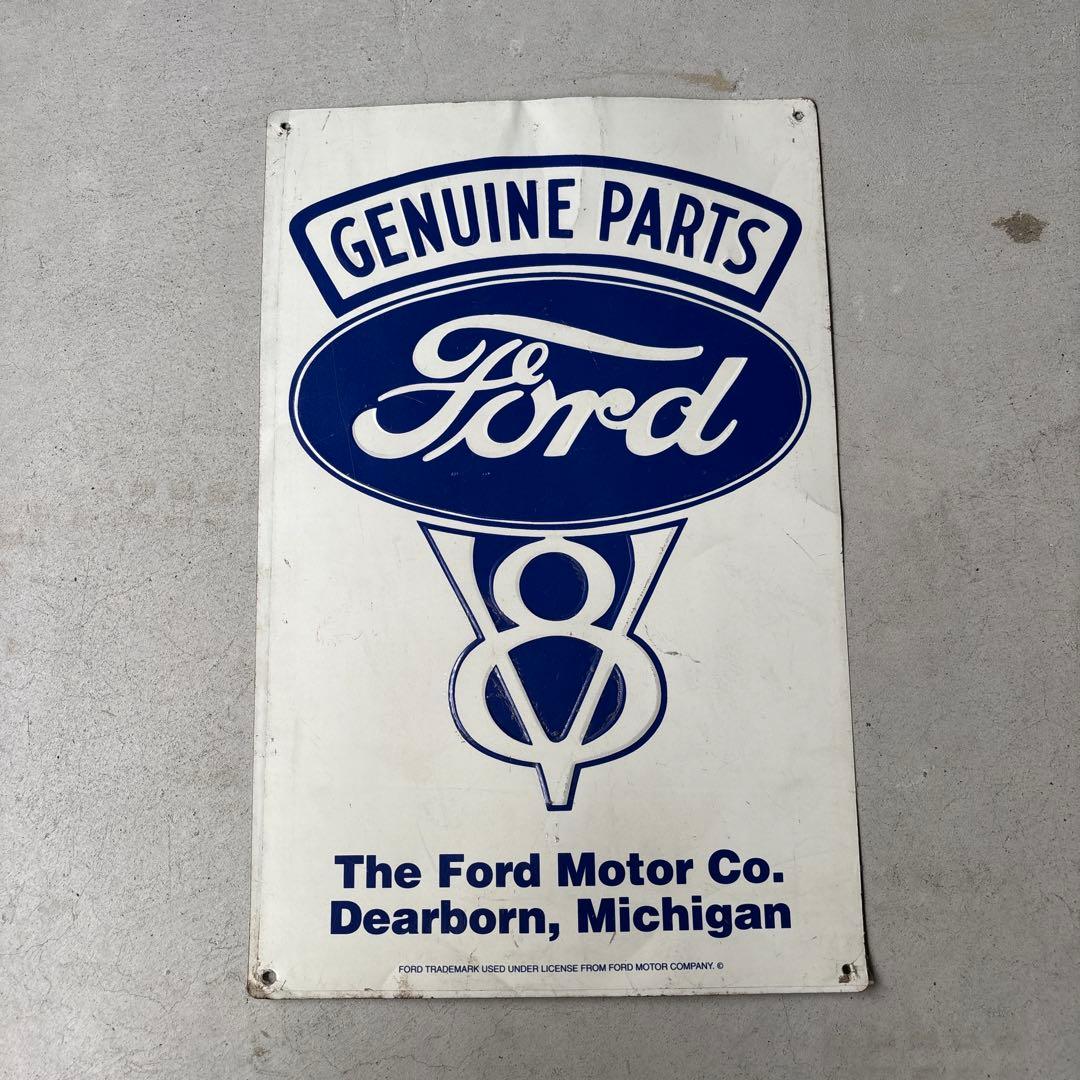 GENUINE PARTS
Ford
V8
The Ford Motor Co.
Dearborn, Michigan
FORD TRADEMARK USED UNDER LICENSE FROM FORD MOTOR COMPANY. ©